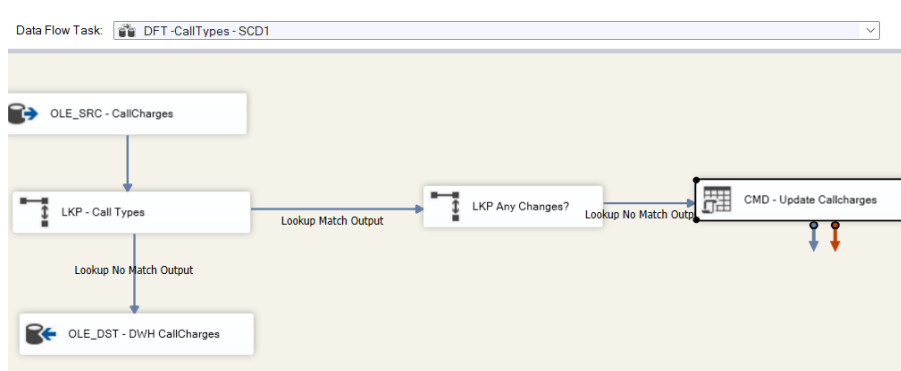 Data Flow Task: DFT -CallTypes - SCD1
OLE_SRC - CallCharges
LKP - Call Types
Lookup Match Output
LKP Any Changes?
Lookup No Match Outp
CMD - Update Callcharges
Lookup No Match Output
OLE_DST - DWH CallCharges